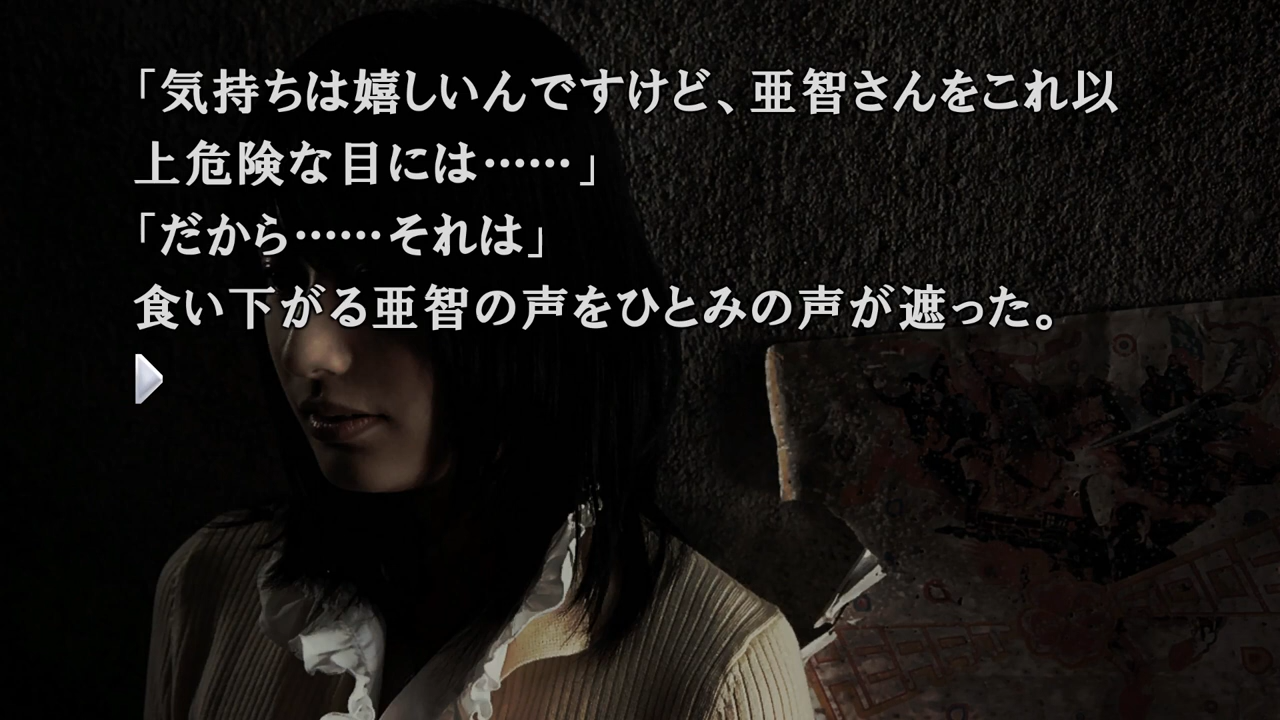 「気持ちは嬉しいんですけど、亜智さんをこれ以
上危険な目には……」
「だから……それは」
食い下がる亜智の声をひとみの声が遮った。